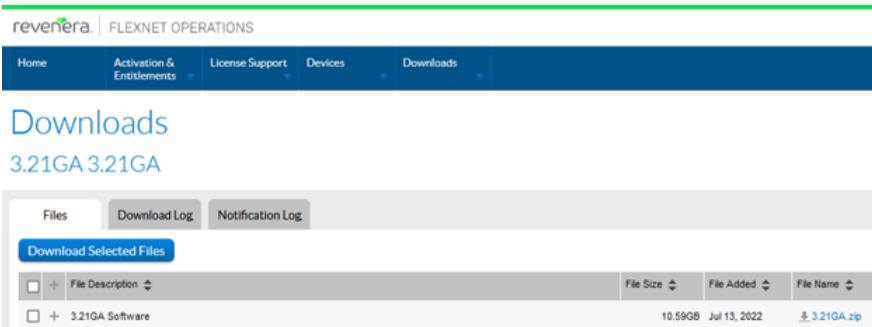 revenera. FLEXNET OPERATIONS
Home Activation & Entitlements License Support Devices Downloads
Downloads
3.21GA 3.21GA
Files Download Log Notification Log
Download Selected Files
File Description File Size File Added File Name
3.21GA Software 10.59GB Jul 13, 2022 3.21GA.zip